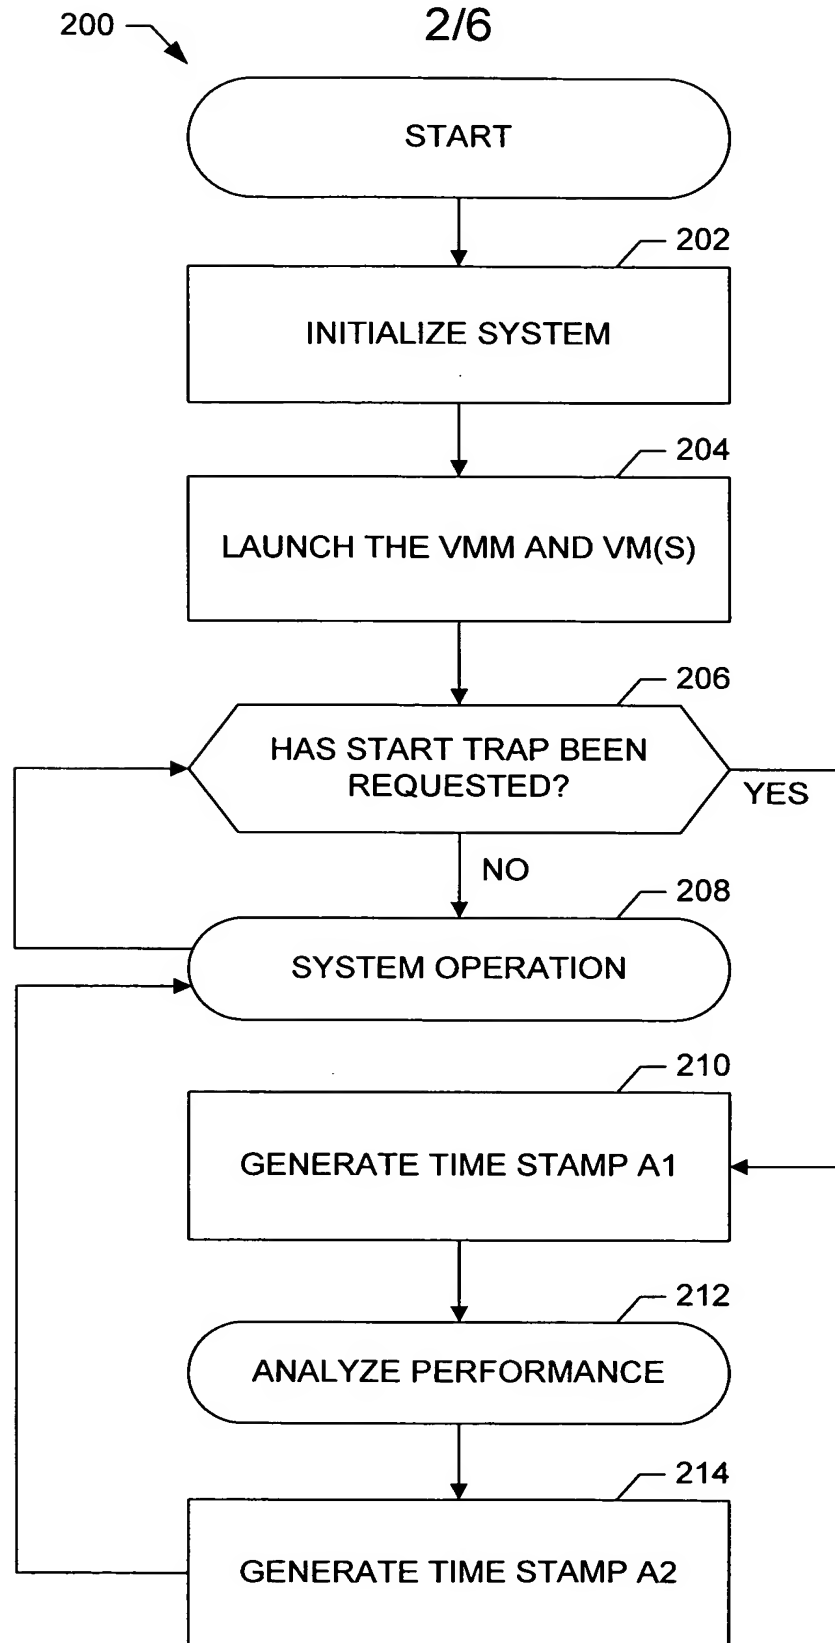 200
2/6
START
202
INITIALIZE SYSTEM
204
LAUNCH THE VMM AND VM(S)
206
HAS START TRAP BEEN
REQUESTED?
YES
NO
208
SYSTEM OPERATION
210
GENERATE TIME STAMP A1
212
ANALYZE PERFORMANCE
214
GENERATE TIME STAMP A2